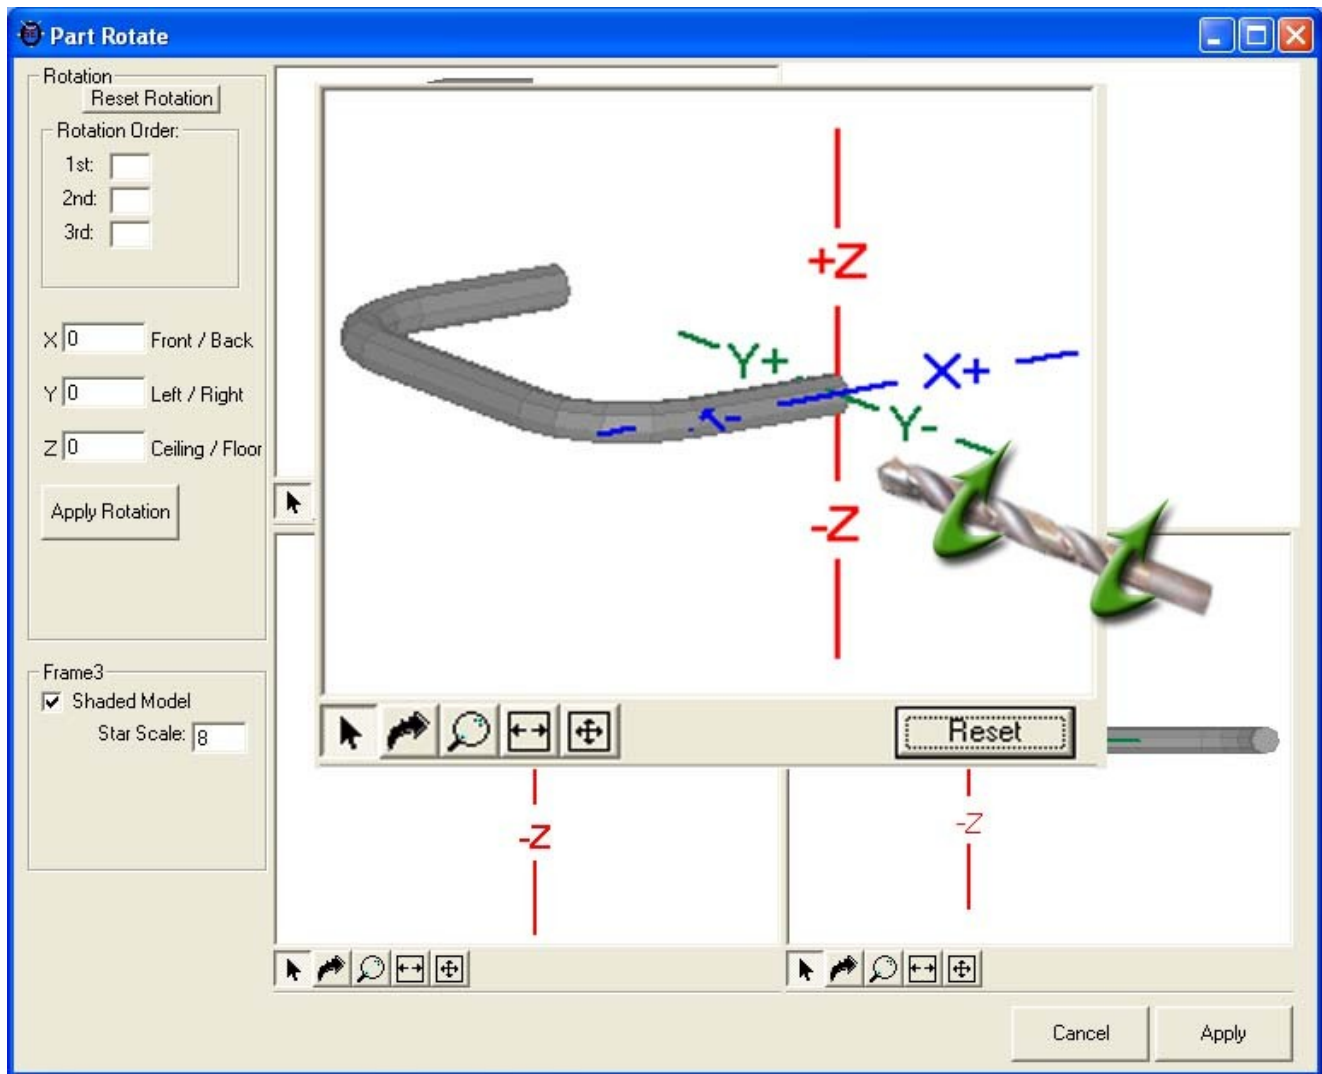 Part Rotate
Rotation
Reset Rotation
Rotation Order:
1st:
2nd:
3rd:
X 0 Front / Back
Y 0 Left / Right
Z 0 Ceiling / Floor
Apply Rotation
Frame3
Shaded Model
Star Scale: 8
+Z
Y+
X+
Y-
-Z
Reset
-Z
-Z
Cancel
Apply